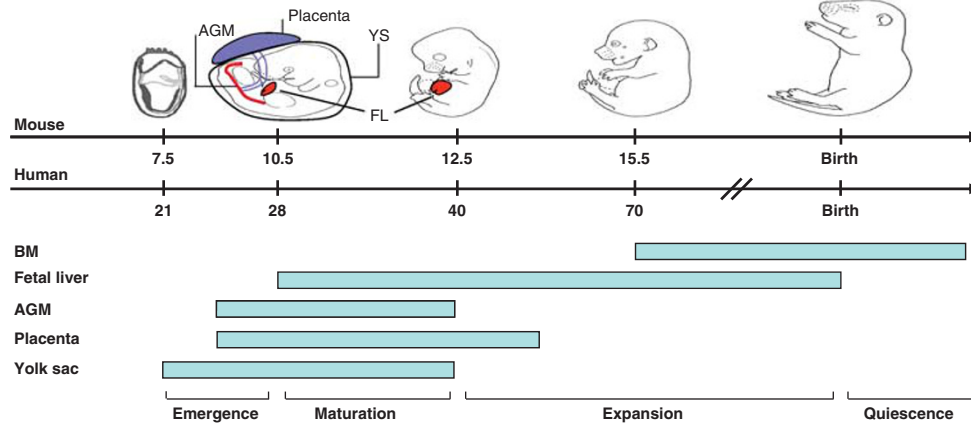 Placenta
AGM
YS
FL
Mouse
7.5 10.5 12.5 15.5 Birth
Human
21 28 40 70 Birth
BM
Fetal liver
AGM
Placenta
Yolk sac
Emergence Maturation Expansion Quiescence